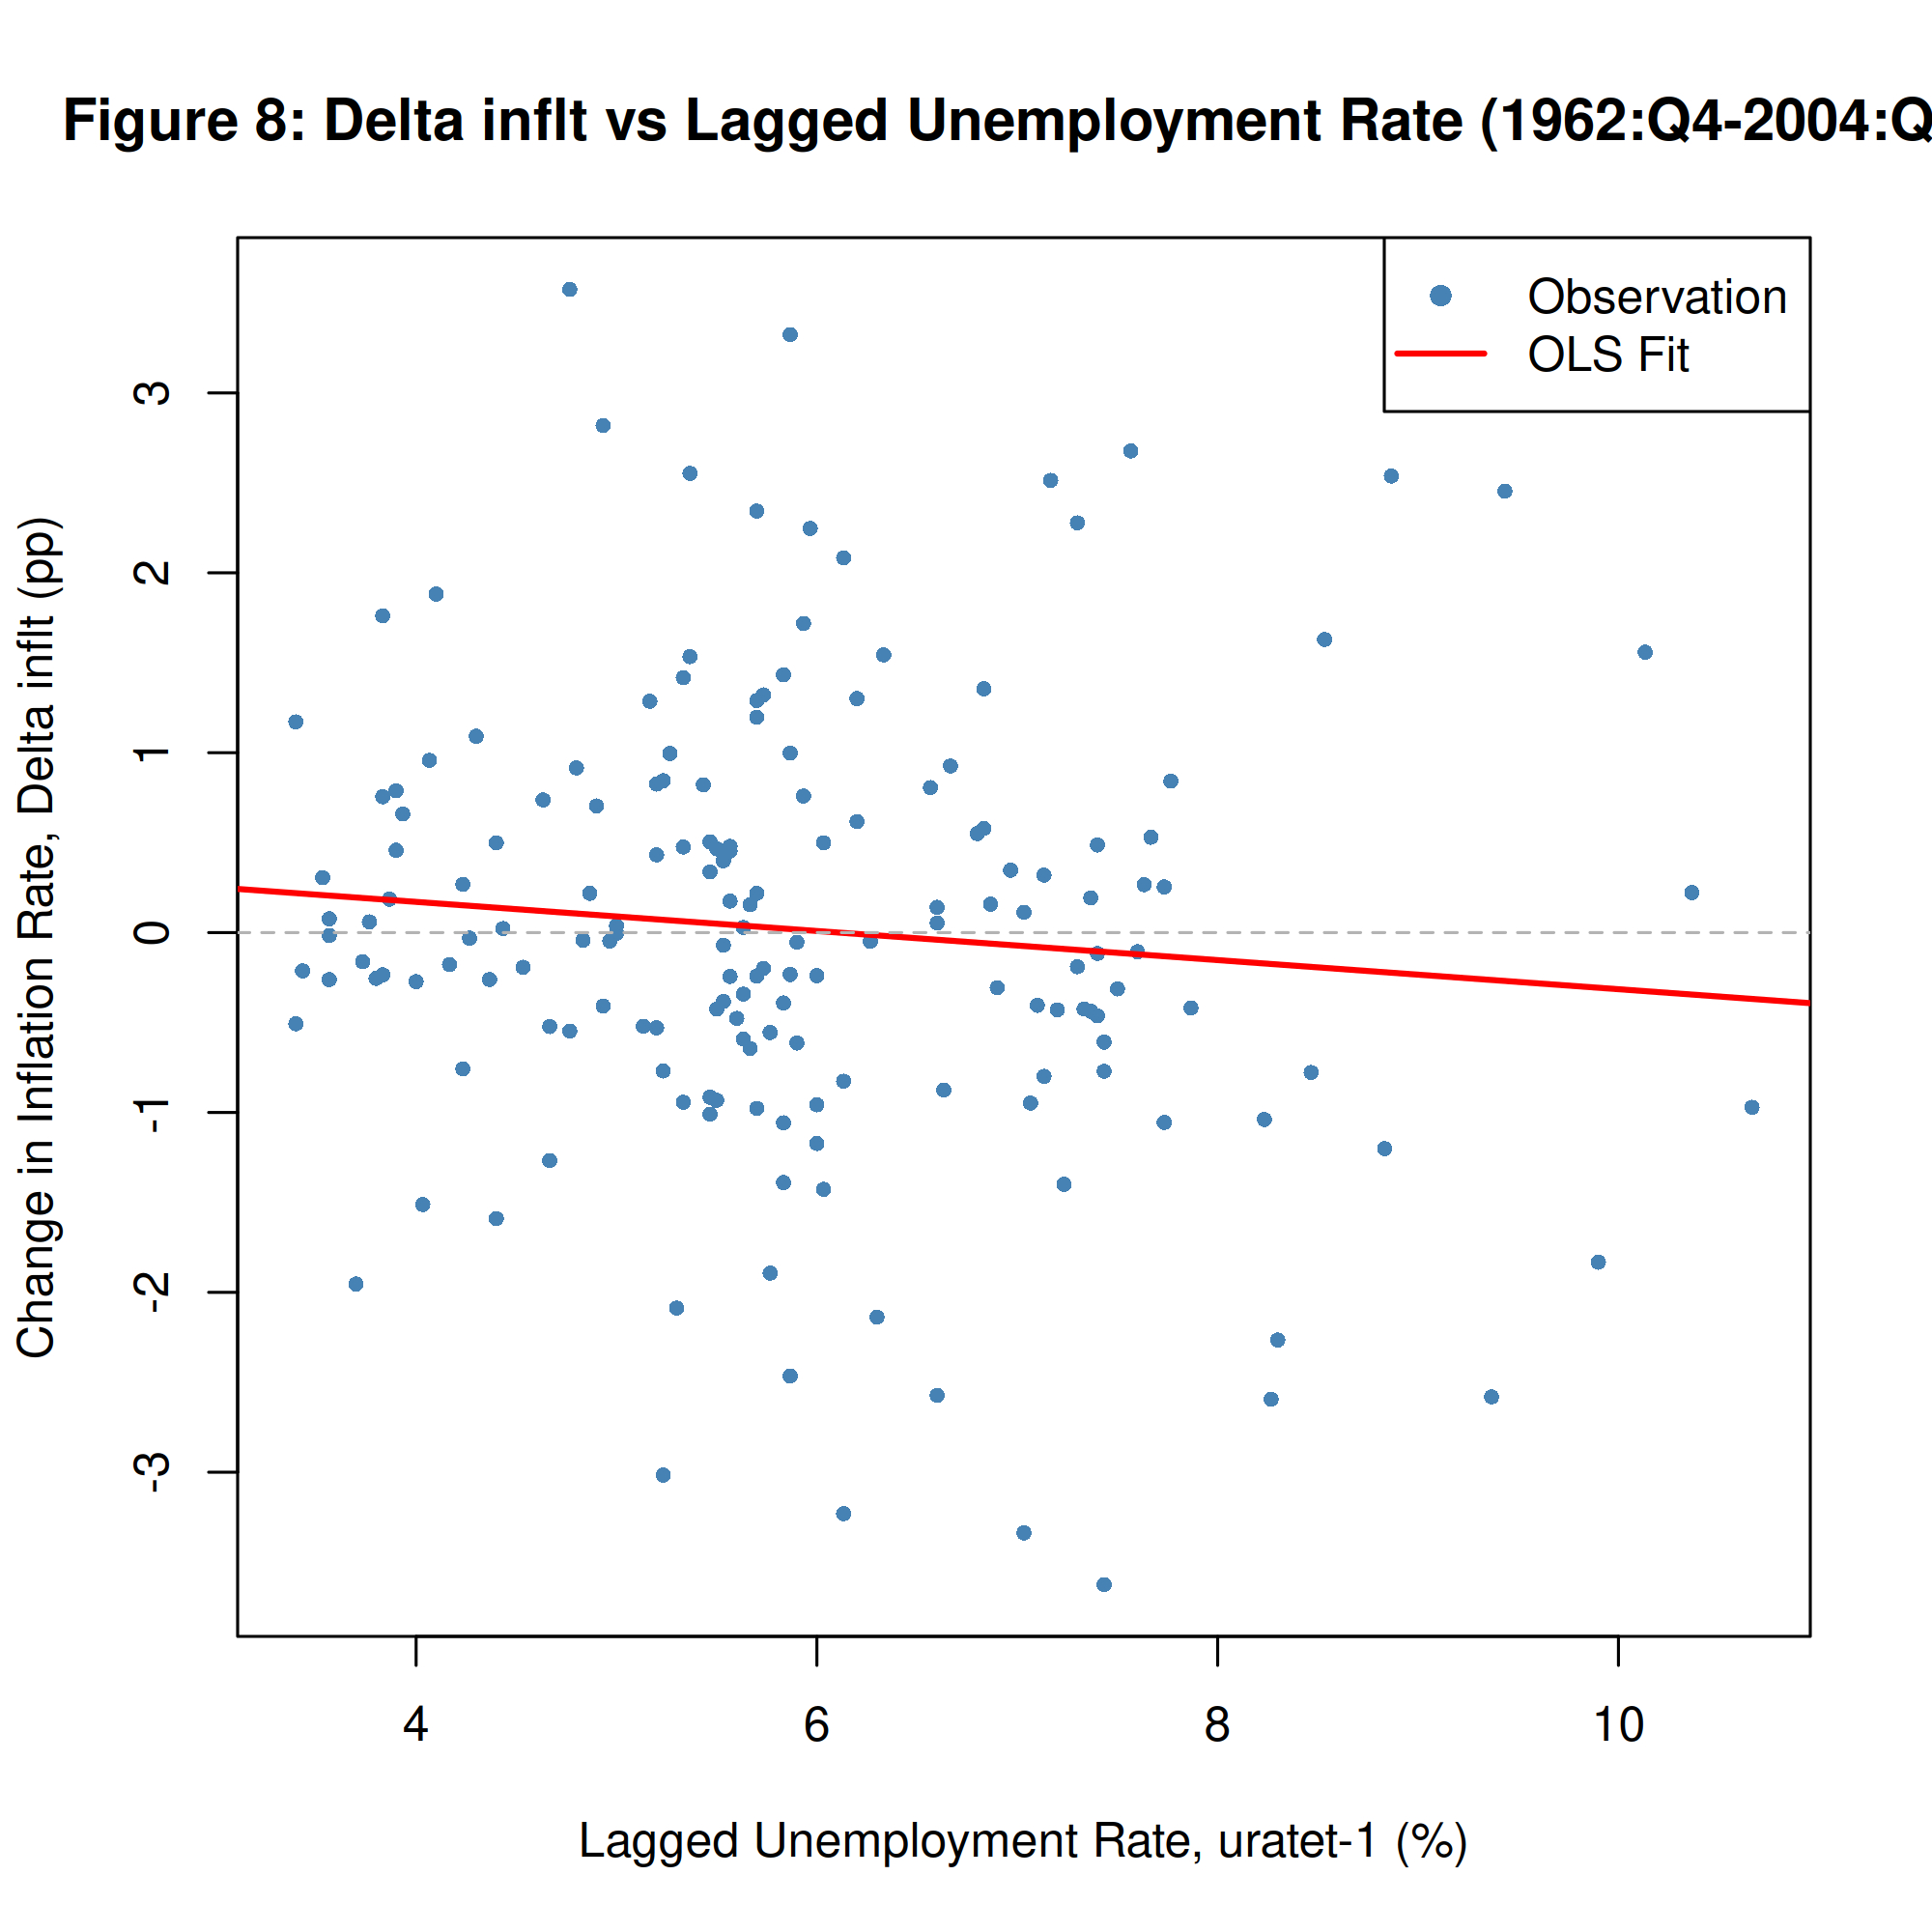 Figure 8: Delta inflt vs Lagged Unemployment Rate (1962:Q4-2004:Q
Observation
OLS Fit
Change in Inflation Rate, Delta inflt (pp)
3
2
1
0
-1
-2
-3
4 6 8 10
Lagged Unemployment Rate, uratet-1 (%)